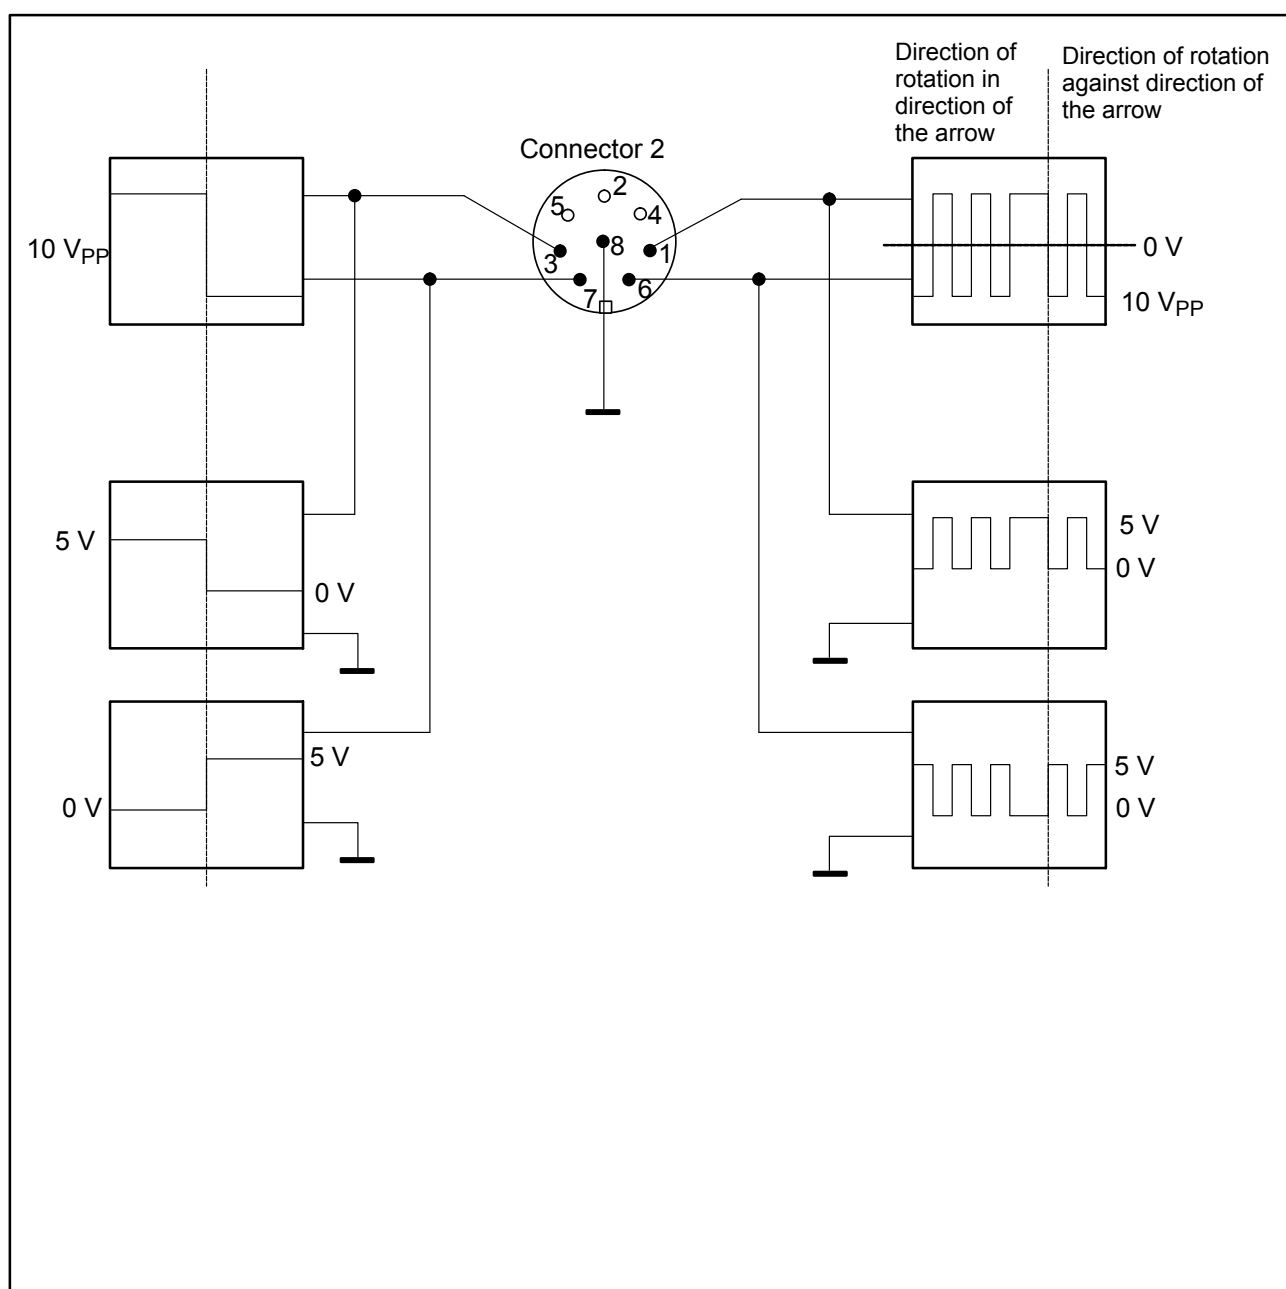 Direction of
rotation in
direction of
the arrow
Direction of rotation
against direction of
the arrow
Connector 2
2
5
4
8
3
1
7
6
10 VPP
0 V
10 VPP
5 V
0 V
5 V
0 V
5 V
0 V
5 V
0 V